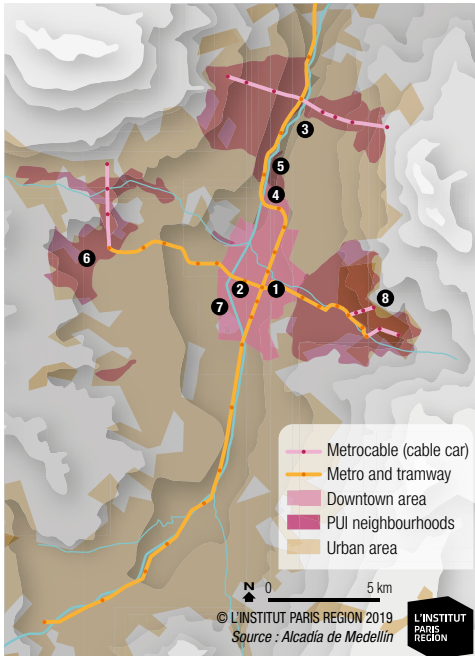 3
5
4
6
2
1
7
8
Metrocable (cable car)
Metro and tramway
Downtown area
PUI neighbourhoods
Urban area
N
0
5 km
© L'INSTITUT PARIS REGION 2019
Source : Alcadía de Medellín
L'INSTITUT
PARIS
REGION